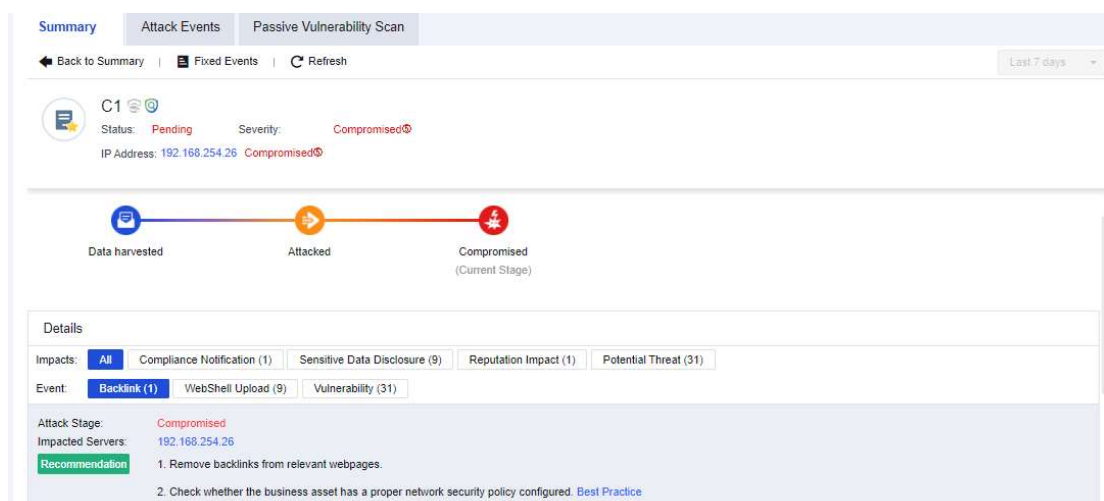 Summary Attack Events Passive Vulnerability Scan
Back to Summary | Fixed Events | Refresh Last 7 days
C1
Status: Pending Severity: Compromised
IP Address: 192.168.254.26 Compromised
Data harvested Attacked Compromised
(Current Stage)
Details
Impacts: All Compliance Notification (1) Sensitive Data Disclosure (9) Reputation Impact (1) Potential Threat (31)
Event: Backlink (1) WebShell Upload (9) Vulnerability (31)
Attack Stage: Compromised
Impacted Servers: 192.168.254.26
Recommendation 1. Remove backlinks from relevant webpages.
2. Check whether the business asset has a proper network security policy configured. Best Practice